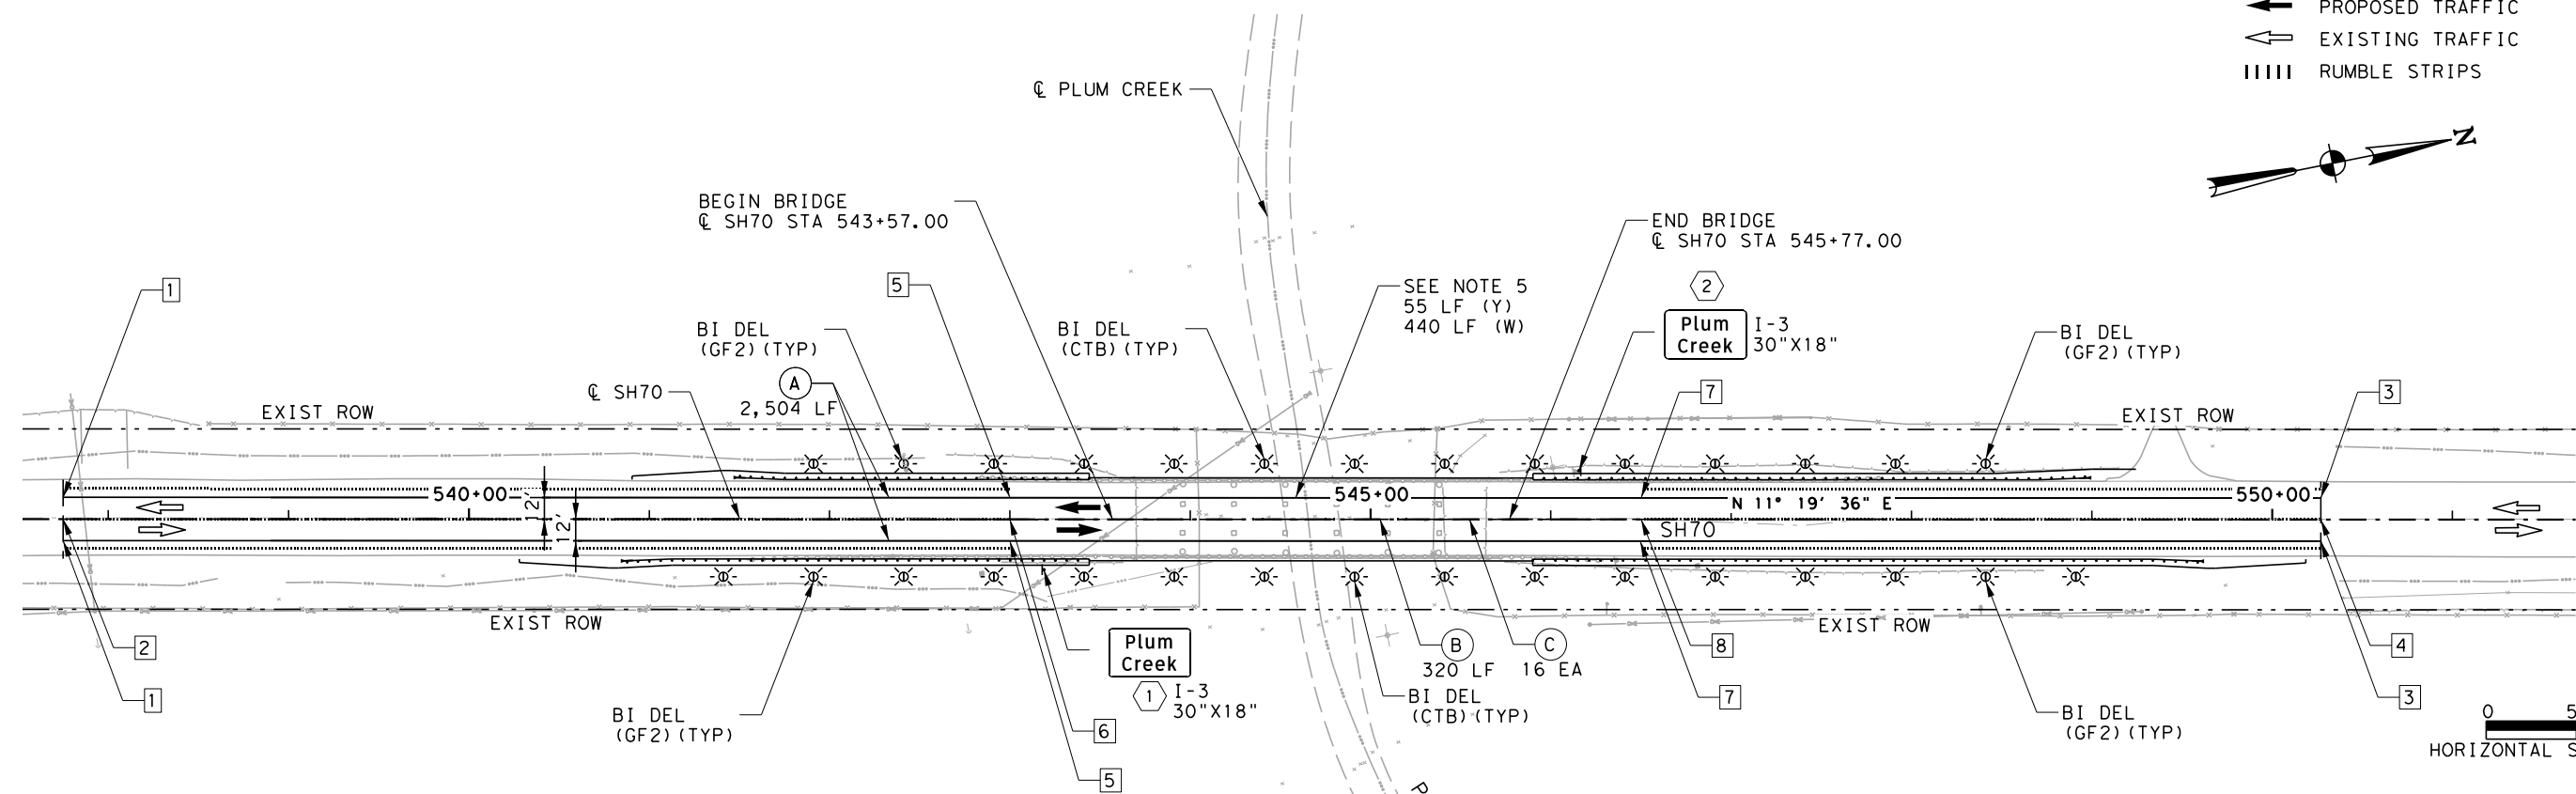 PROPOSED TRAFFIC
EXISTING TRAFFIC
RUMBLE STRIPS
N
℄ PLUM CREEK
BEGIN BRIDGE
℄ SH70 STA 543+57.00
END BRIDGE
℄ SH70 STA 545+77.00
1
5
SEE NOTE 5
55 LF (Y)
440 LF (W)
2
Plum
Creek
I-3
30"X18"
BI DEL
(GF2)(TYP)
BI DEL
(CTB)(TYP)
BI DEL
(GF2)(TYP)
℄ SH70
A
2,504 LF
7
3
EXIST ROW
EXIST ROW
540+00
12'
12'
545+00
N 11° 19' 36" E
550+00
SH70
EXIST ROW
EXIST ROW
2
1
Plum
Creek
1
I-3
30"X18"
B
320 LF
C
16 EA
8
4
7
3
BI DEL
(GF2)(TYP)
BI DEL
(CTB)(TYP)
BI DEL
(GF2)(TYP)
6
5
0 5
HORIZONTAL S